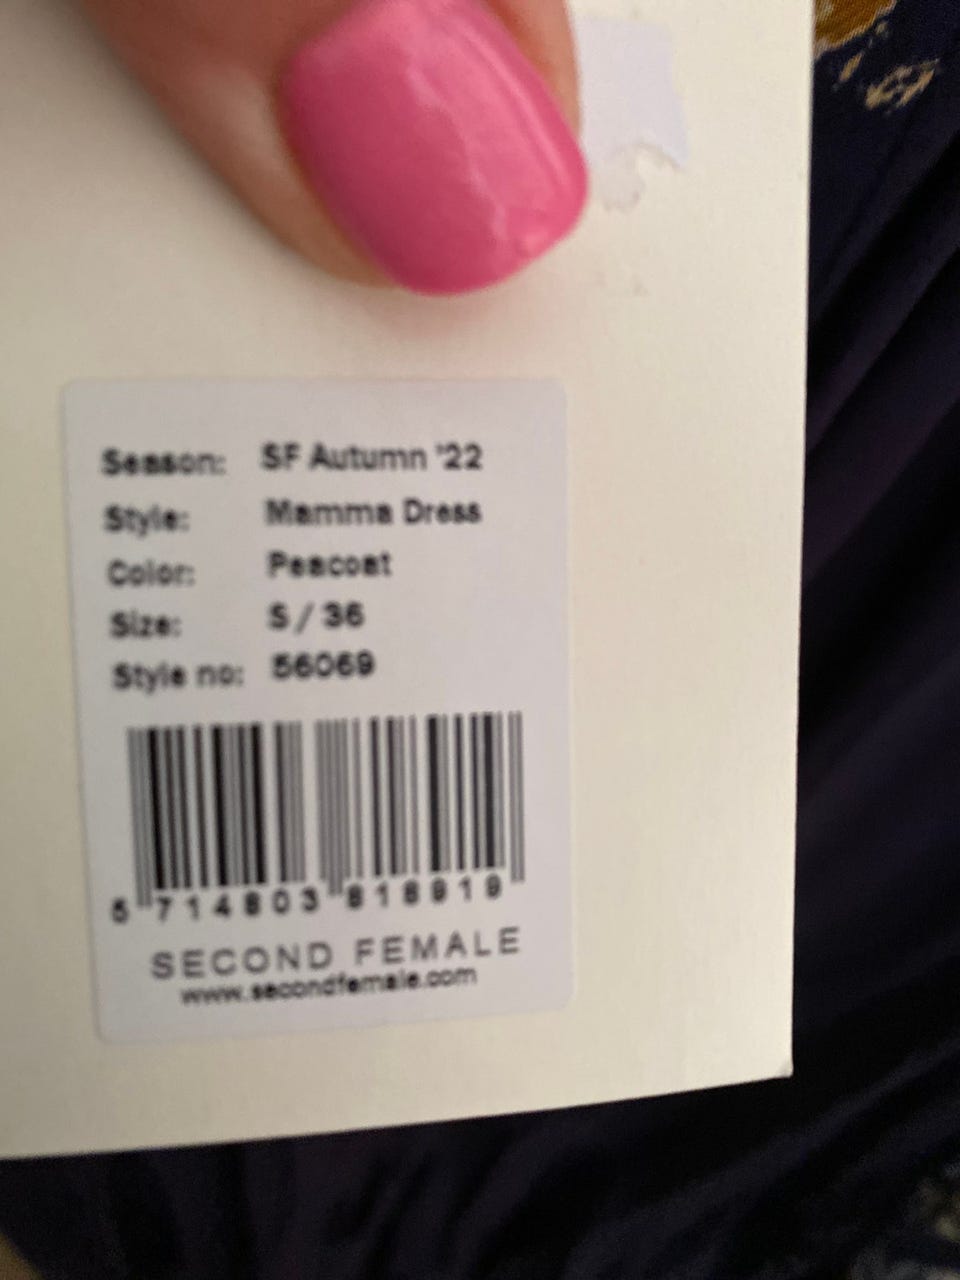 Season: SF Autumn '22
Style: Mamma Dress
Color: Peacoat
Size: S / 36
Style no: 56069
5 714803 818919
SECOND FEMALE
www.secondfemale.com